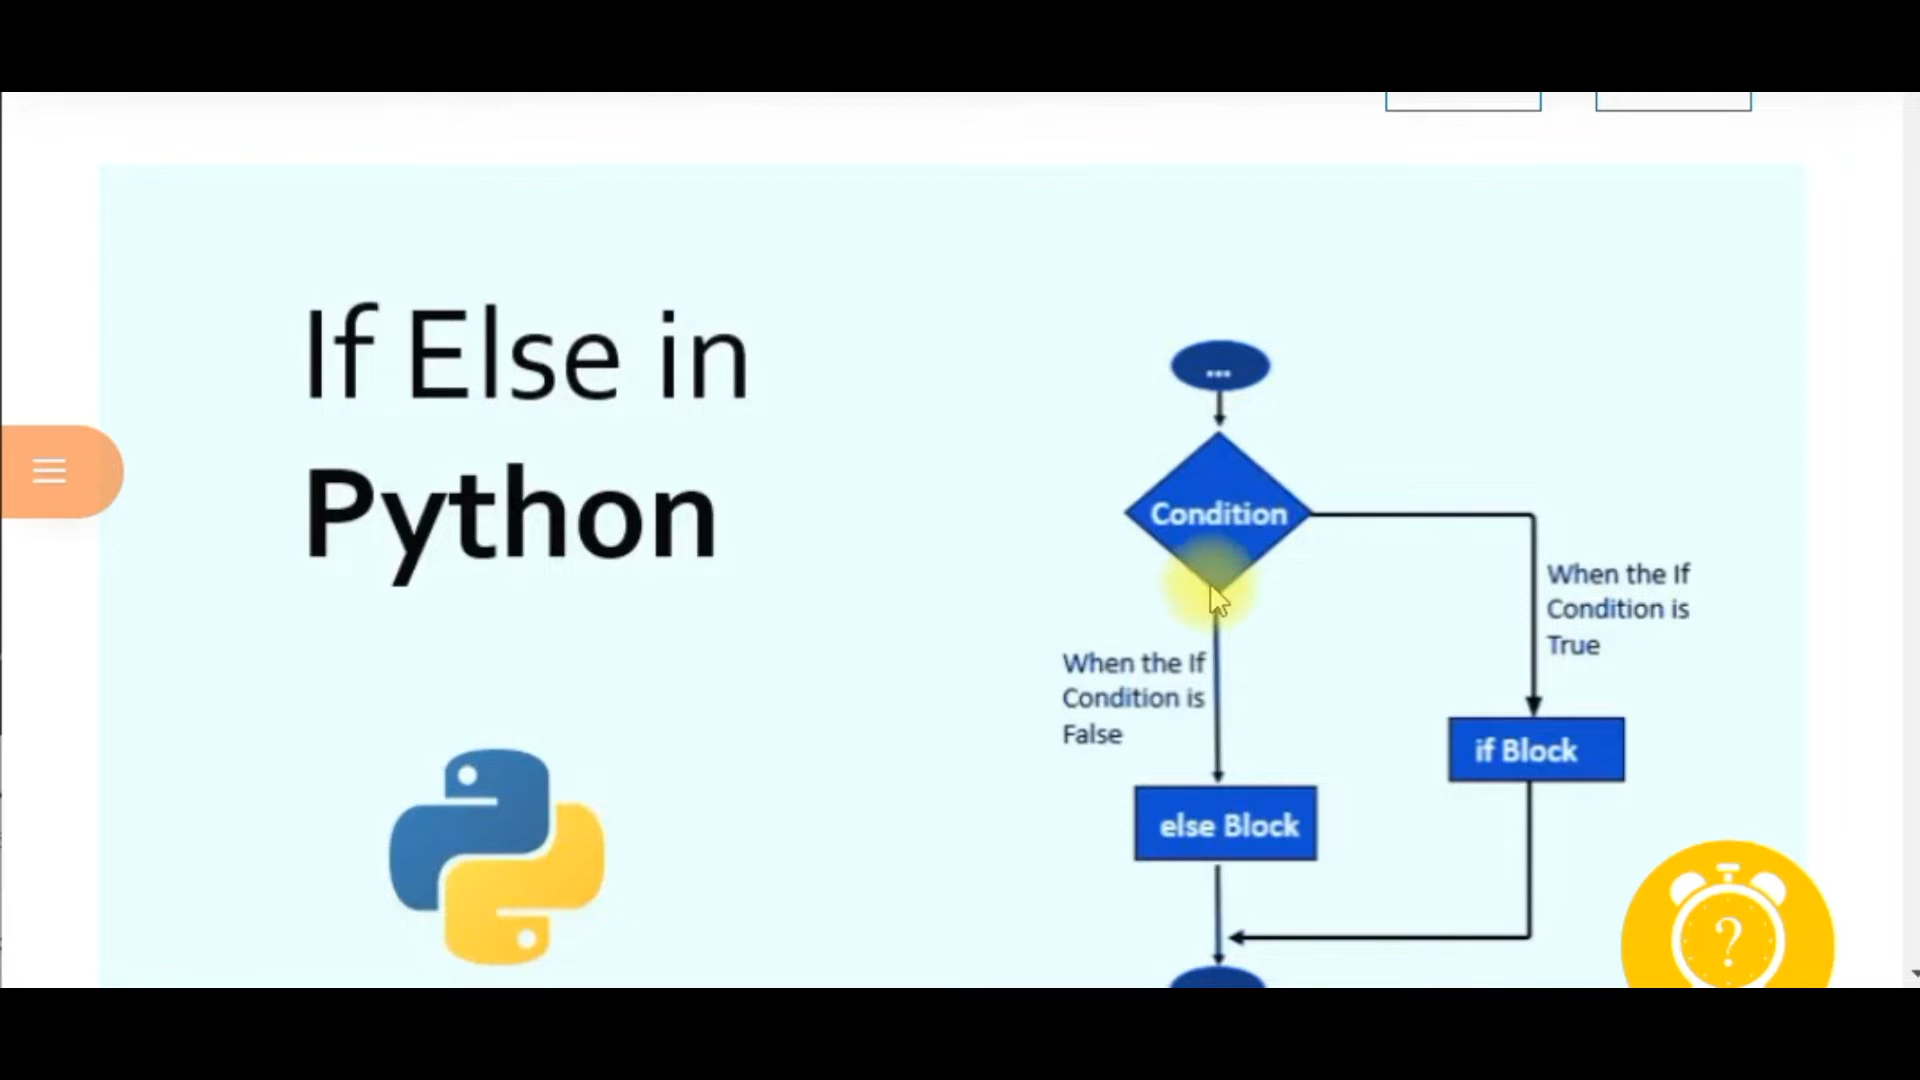 If Else in
Python
...
Condition
When the If
Condition is
True
When the If
Condition is
False
if Block
else Block
?